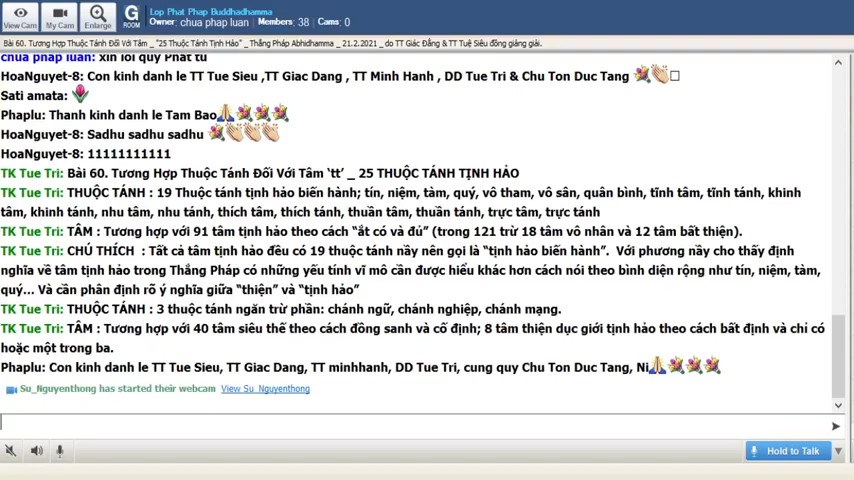 Lop Phat Phap Buddhadhamma
View Cam
My Cam
Enlarge
G
ROOM
Owner: chua phap luan Members: 38 Cams: 0
Bài 60. Tương Hợp Thuộc Tánh Đối Với Tâm _ "25 Thuộc Tánh Tịnh Hảo" _ Thắng Pháp Abhidhamma _ 21.2.2021 _ do TT Giác Đẳng & TT Tuệ Siêu đồng giảng giải.
chua phap luan: xin loi quy Phat tu
HoaNguyet-8: Con kinh danh le TT Tue Sieu ,TT Giac Dang , TT Minh Hanh , DD Tue Tri & Chu Ton Duc Tang
Sati amata:
Phaplu: Thanh kinh danh le Tam Bao
HoaNguyet-8: Sadhu sadhu sadhu
HoaNguyet-8: 11111111111
TK Tue Tri: Bài 60. Tương Hợp Thuộc Tánh Đối Với Tâm 'tt' _ 25 THUỘC TÁNH TỊNH HẢO
TK Tue Tri: THUỘC TÁNH : 19 Thuộc tánh tịnh hảo biến hành; tín, niệm, tàm, quý, vô tham, vô sân, quân bình, tĩnh tâm, tĩnh tánh, khinh
tâm, khinh tánh, nhu tâm, nhu tánh, thích tâm, thích tánh, thuần tâm, thuần tánh, trực tâm, trực tánh
TK Tue Tri: TÂM : Tương hợp với 91 tâm tịnh hảo theo cách "ắt có và đủ" (trong 121 trừ 18 tâm vô nhân và 12 tâm bất thiện).
TK Tue Tri: CHÚ THÍCH : Tất cả tâm tịnh hảo đều có 19 thuộc tánh nầy nên gọi là "tịnh hảo biến hành". Với phương nầy cho thấy định
nghĩa về tâm tịnh hảo trong Thắng Pháp có những yếu tính vĩ mô cần được hiểu khác hơn cách nói theo bình diện rộng như tín, niệm, tàm,
quý... Và cần phân định rõ ý nghĩa giữa "thiện" và "tịnh hảo"
TK Tue Tri: THUỘC TÁNH : 3 thuộc tánh ngăn trừ phần: chánh ngữ, chánh nghiệp, chánh mạng.
TK Tue Tri: TÂM : Tương hợp với 40 tâm siêu thế theo cách đồng sanh và cố định; 8 tâm thiện dục giới tịnh hảo theo cách bất định và chỉ có
hoặc một trong ba.
Phaplu: Con kinh danh le TT Tue Sieu, TT Giac Dang, TT minhhanh, DD Tue Tri, cung quy Chu Ton Duc Tang, Ni
Su_Nguyenthong has started their webcam View Su_Nguyenthong
Hold to Talk